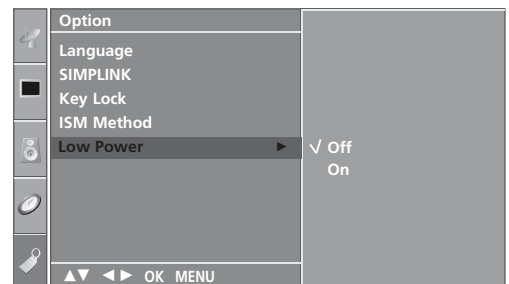 Option
Language
SIMPLINK
Key Lock
ISM Method
Low Power ► √ Off
On
▲▼ ◄► OK MENU